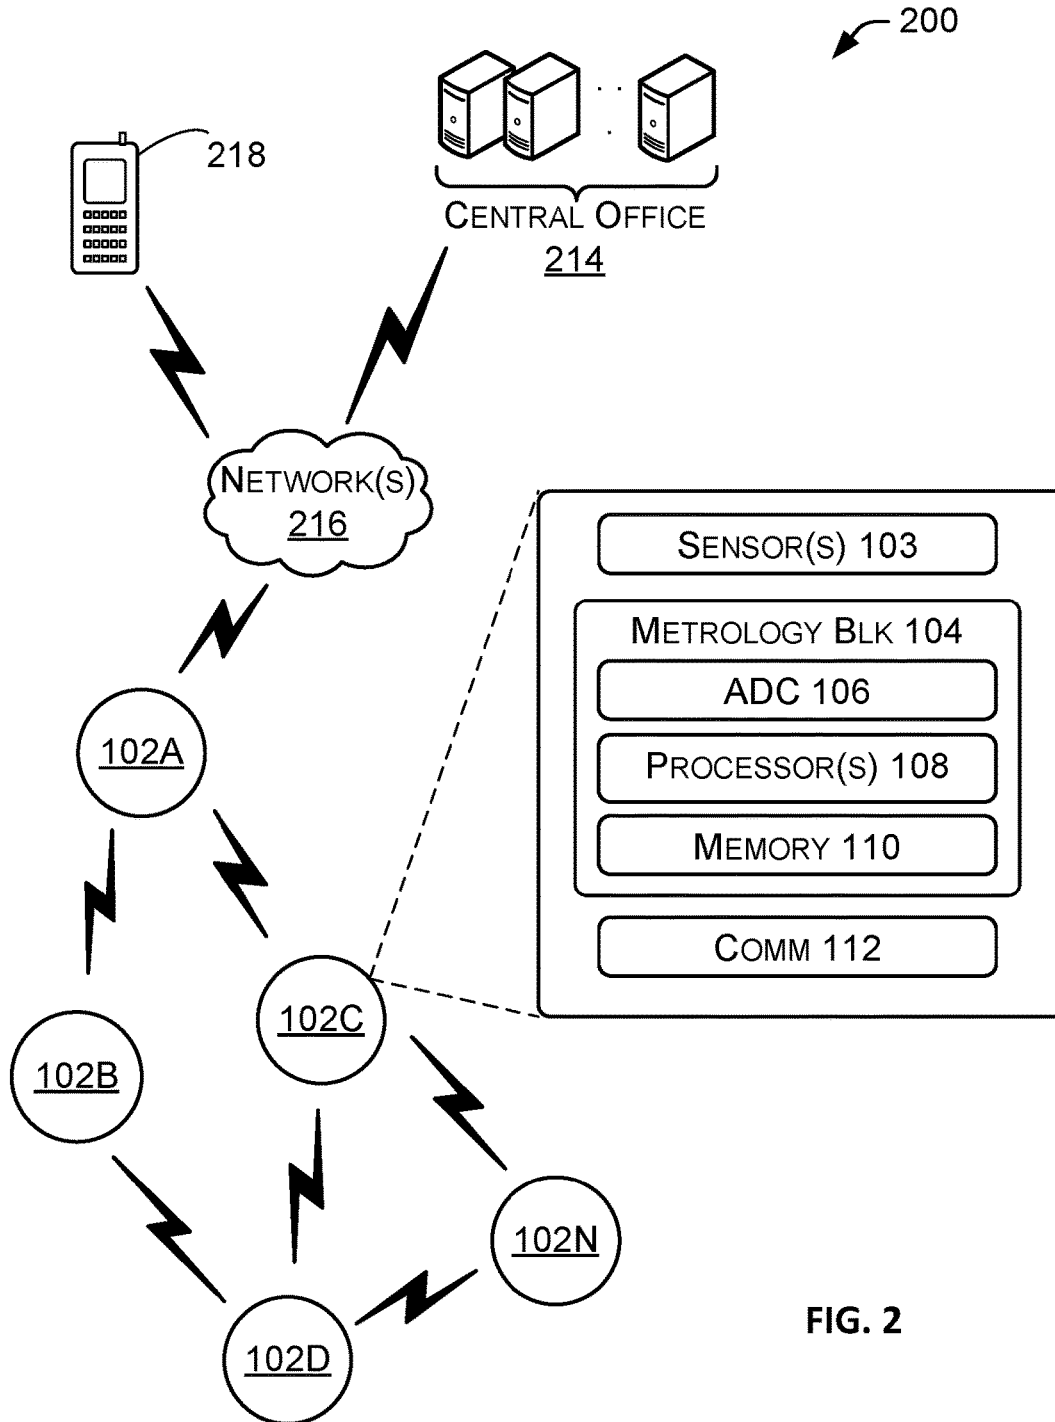 200
218
CENTRAL OFFICE
214
NETWORK(S)
216
SENSOR(S) 103
METROLOGY BLK 104
ADC 106
PROCESSOR(S) 108
MEMORY 110
COMM 112
102A
102C
102B
102N
102D
FIG. 2